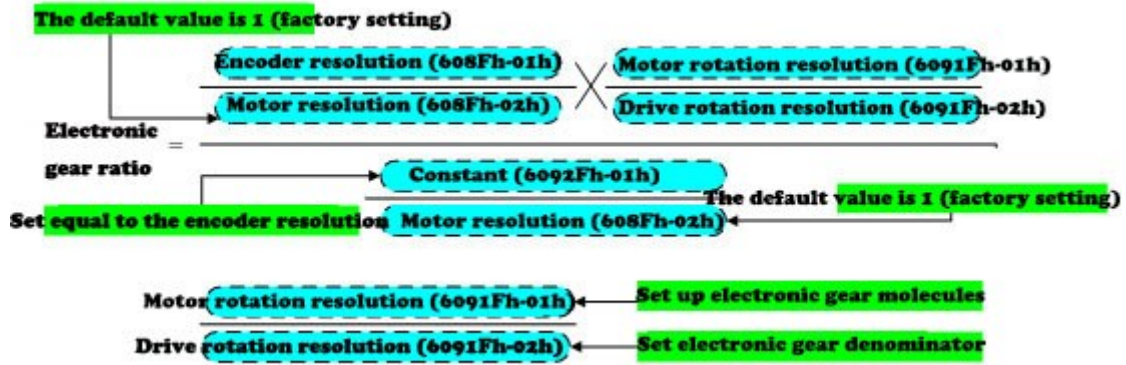 The default value is 1 (factory setting)
Encoder resolution (608Fh-01h)
Motor rotation resolution (6091Fh-01h)
Motor resolution (608Fh-02h)
Drive rotation resolution (6091Fh-02h)
Electronic
gear ratio
=
Constant (6092Fh-01h)
The default value is 1 (factory setting)
Set equal to the encoder resolution
Motor resolution (608Fh-02h)
Motor rotation resolution (6091Fh-01h)
Set up electronic gear molecules
Drive rotation resolution (6091Fh-02h)
Set electronic gear denominator